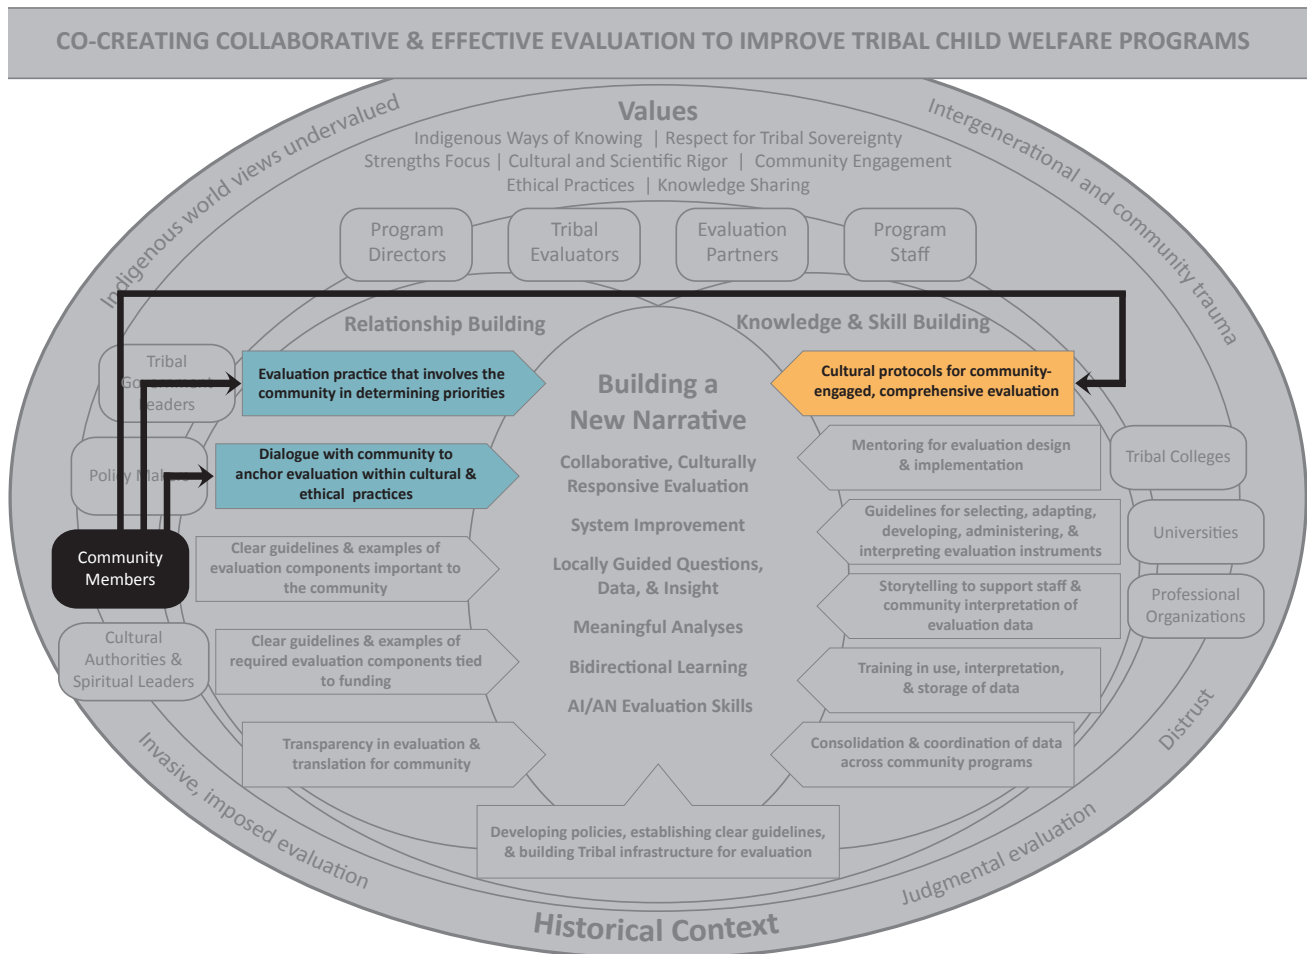 CO-CREATING COLLABORATIVE & EFFECTIVE EVALUATION TO IMPROVE TRIBAL CHILD WELFARE PROGRAMS
Indigenous world views undervalued
Intergenerational and community trauma
Values
Indigenous Ways of Knowing | Respect for Tribal Sovereignty
Strengths Focus | Cultural and Scientific Rigor | Community Engagement
Ethical Practices | Knowledge Sharing
Program
Directors
Tribal
Evaluators
Evaluation
Partners
Program
Staff
Relationship Building
Knowledge & Skill Building
Tribal
Government
Leaders
Policy Makers
Community
Members
Cultural
Authorities &
Spiritual Leaders
Evaluation practice that involves the
community in determining priorities
Dialogue with community to
anchor evaluation within cultural &
ethical practices
Clear guidelines & examples of
evaluation components important to
the community
Clear guidelines & examples of
required evaluation components tied
to funding
Transparency in evaluation &
translation for community
Building a
New Narrative
Collaborative, Culturally
Responsive Evaluation
System Improvement
Locally Guided Questions,
Data, & Insight
Meaningful Analyses
Bidirectional Learning
AI/AN Evaluation Skills
Cultural protocols for community-
engaged, comprehensive evaluation
Mentoring for evaluation design
& implementation
Guidelines for selecting, adapting,
developing, administering, &
interpreting evaluation instruments
Storytelling to support staff &
community interpretation of
evaluation data
Training in use, interpretation,
& storage of data
Consolidation & coordination of data
across community programs
Tribal Colleges
Universities
Professional
Organizations
Developing policies, establishing clear guidelines,
& building Tribal infrastructure for evaluation
Invasive, imposed evaluation
Distrust
Judgmental evaluation
Historical Context